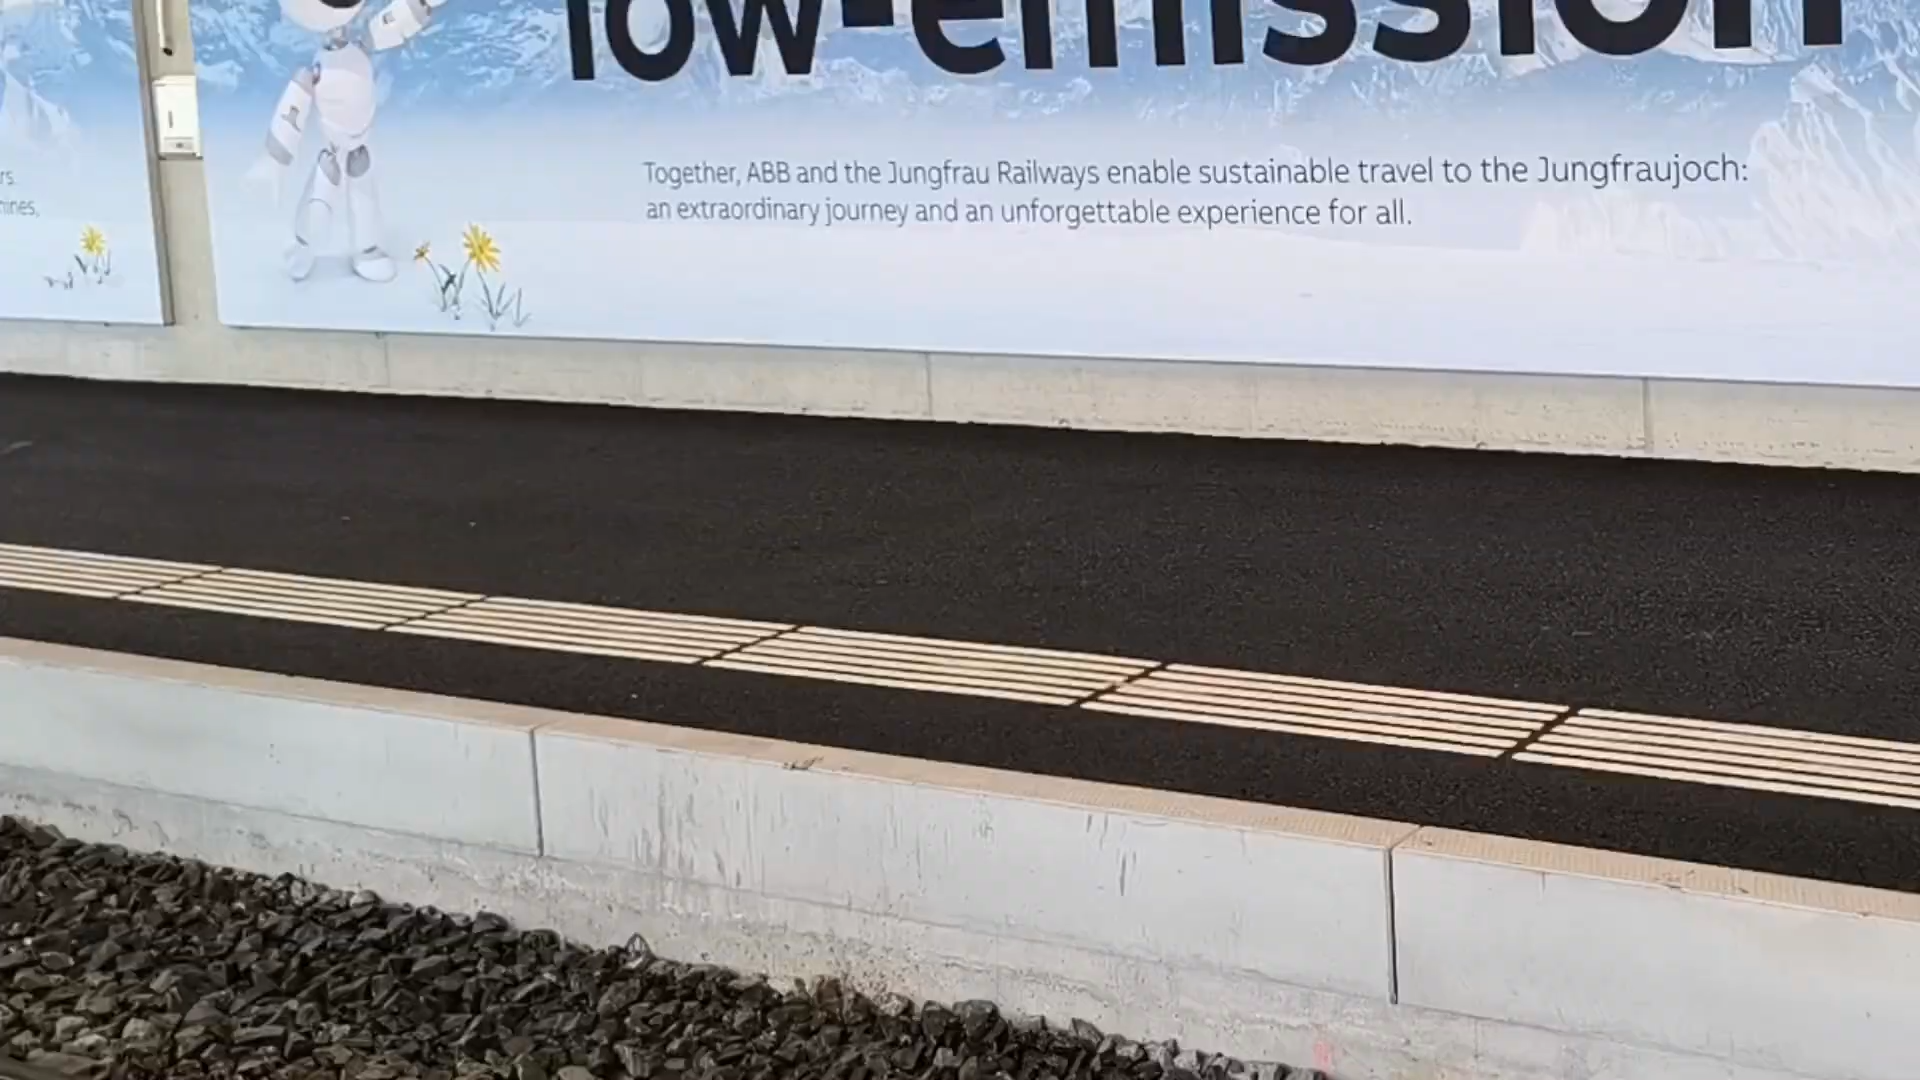 low-emission
Together, ABB and the Jungfrau Railways enable sustainable travel to the Jungfraujoch:
an extraordinary journey and an unforgettable experience for all.